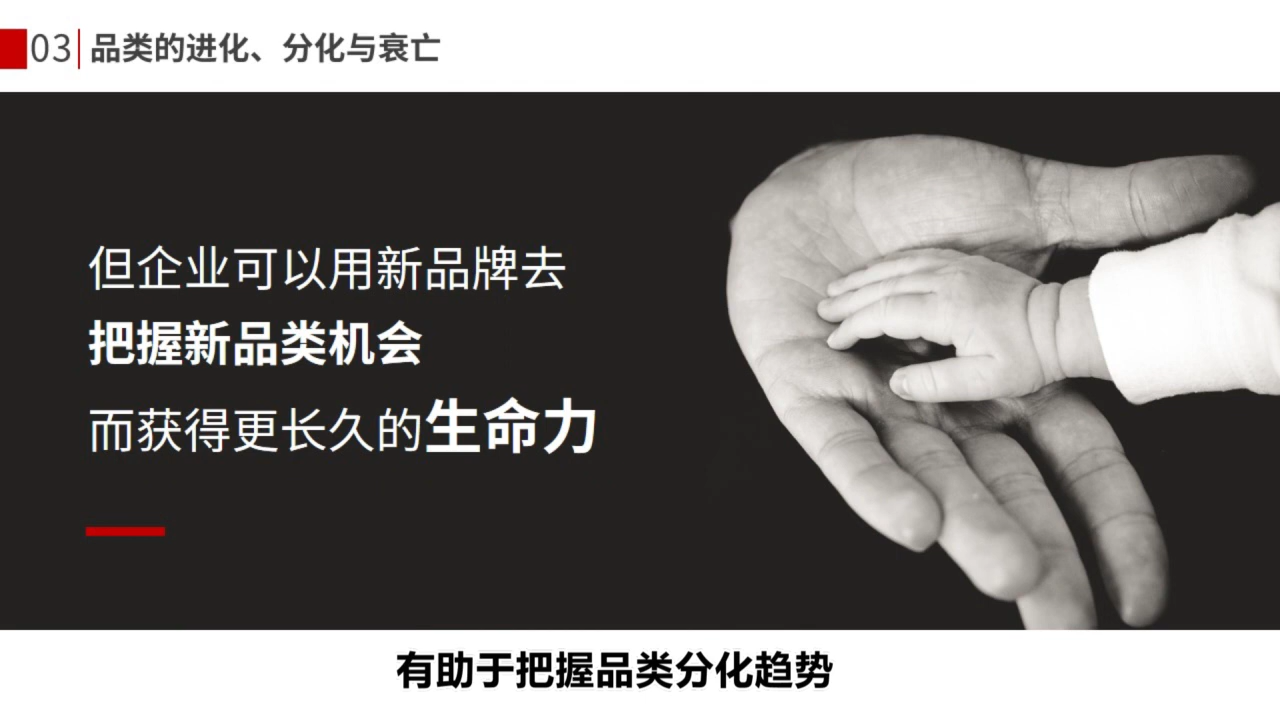 03 品类的进化、分化与衰亡
但企业可以用新品牌去
把握新品类机会
而获得更长久的生命力
有助于把握品类分化趋势